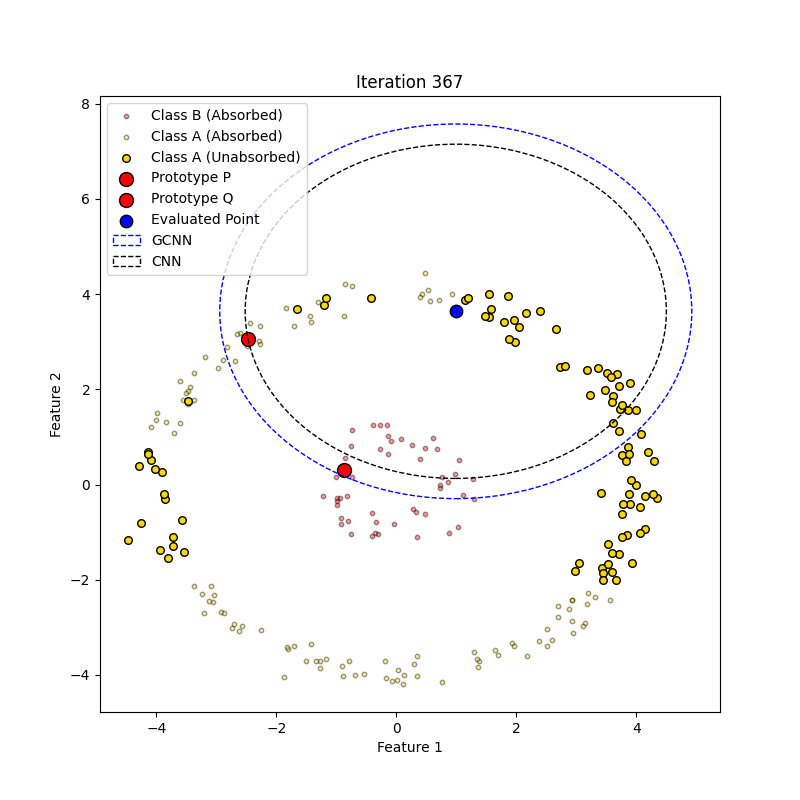 Iteration 367
Class B (Absorbed)
Class A (Absorbed)
Class A (Unabsorbed)
Prototype P
Prototype Q
Evaluated Point
GCNN
CNN
8
6
4
2
0
−2
−4
Feature 2
−4 −2 0 2 4
Feature 1